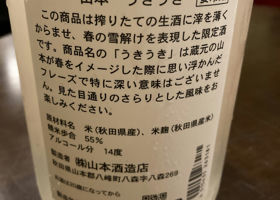 山本 うきうき
この商品は搾りたての生酒に滓を薄く
からませ、春の雪解けを表現した限定酒
です。商品名の「うきうき」は蔵元の山
本が春をイメージした際に思い浮かんだ
フレーズで特に深い意味はございませ
ん。見た目通りのさらりとした風味をお
楽しみください。
原材料名 米(秋田県産)、米麹(秋田県産米)
精米歩合 55%
アルコール分 14度
製造者 ㈱山本酒造店
秋田県山本郡八峰町八森字八森269